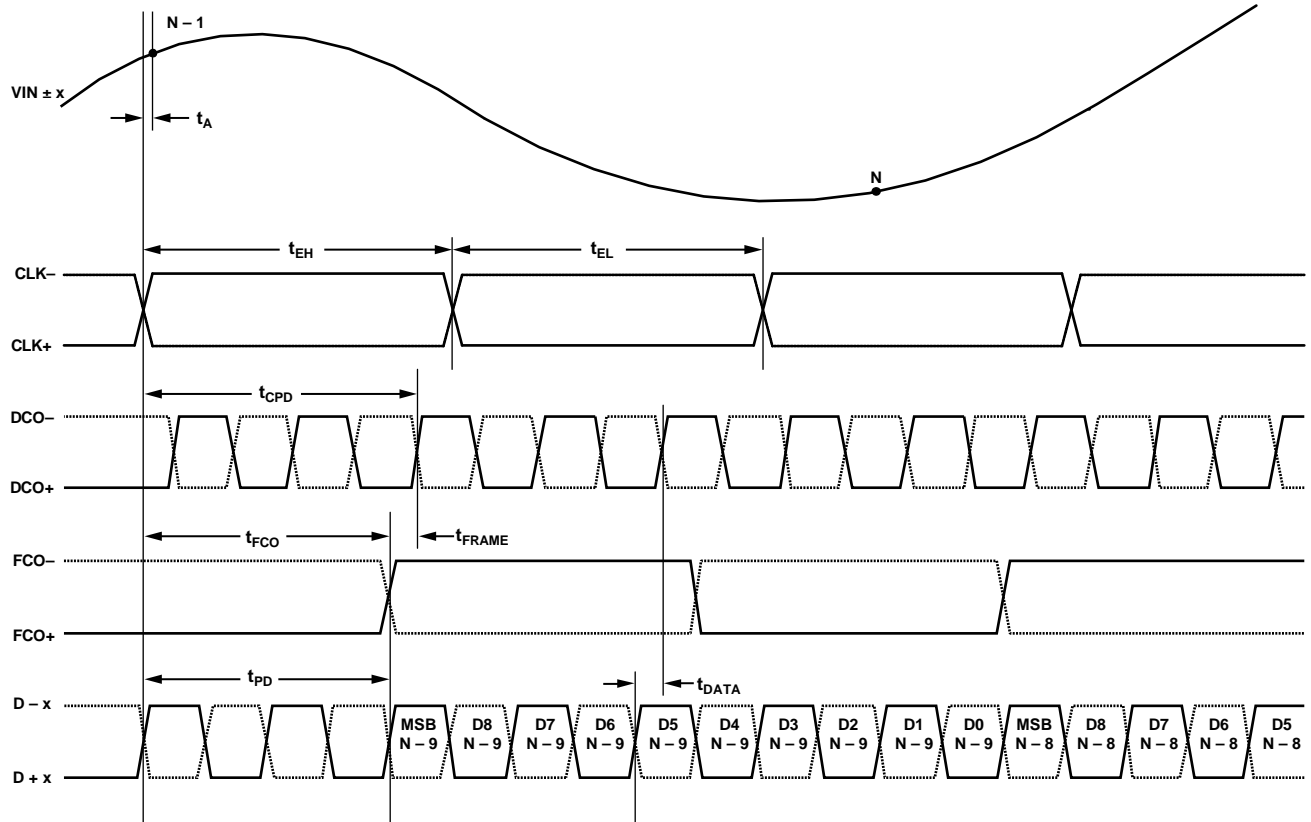 N – 1
VIN ± x
tA
N
tEH
tEL
CLK–
CLK+
tCPD
DCO–
DCO+
tFCO
tFRAME
FCO–
FCO+
tPD
tDATA
D – x
MSB N – 9
D8 N – 9
D7 N – 9
D6 N – 9
D5 N – 9
D4 N – 9
D3 N – 9
D2 N – 9
D1 N – 9
D0 N – 9
MSB N – 8
D8 N – 8
D7 N – 8
D6 N – 8
D5 N – 8
D + x